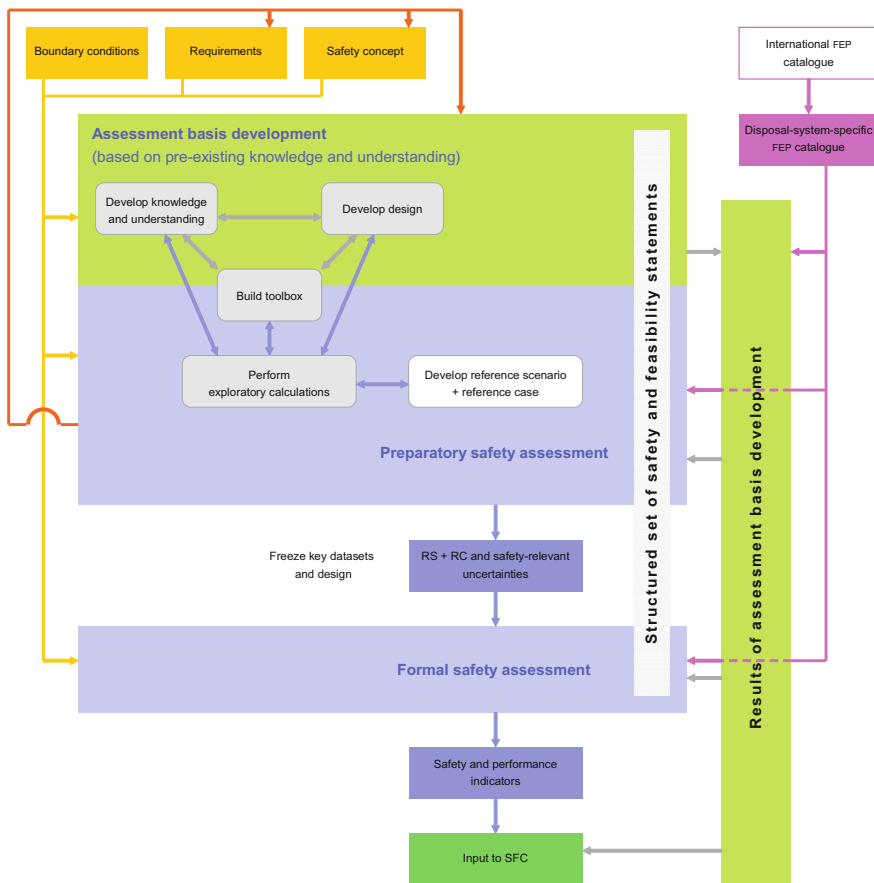 Boundary conditions
Requirements
Safety concept
International FEP
catalogue
Disposal-system-specific
FEP catalogue
Assessment basis development
(based on pre-existing knowledge and understanding)
Develop knowledge
and understanding
Develop design
Build toolbox
Perform
exploratory calculations
Develop reference scenario
+ reference case
Preparatory safety assessment
Structured set of safety and feasibility statements
Results of assessment basis development
Freeze key datasets
and design
RS + RC and safety-relevant
uncertainties
Formal safety assessment
Safety and performance
indicators
Input to SFC